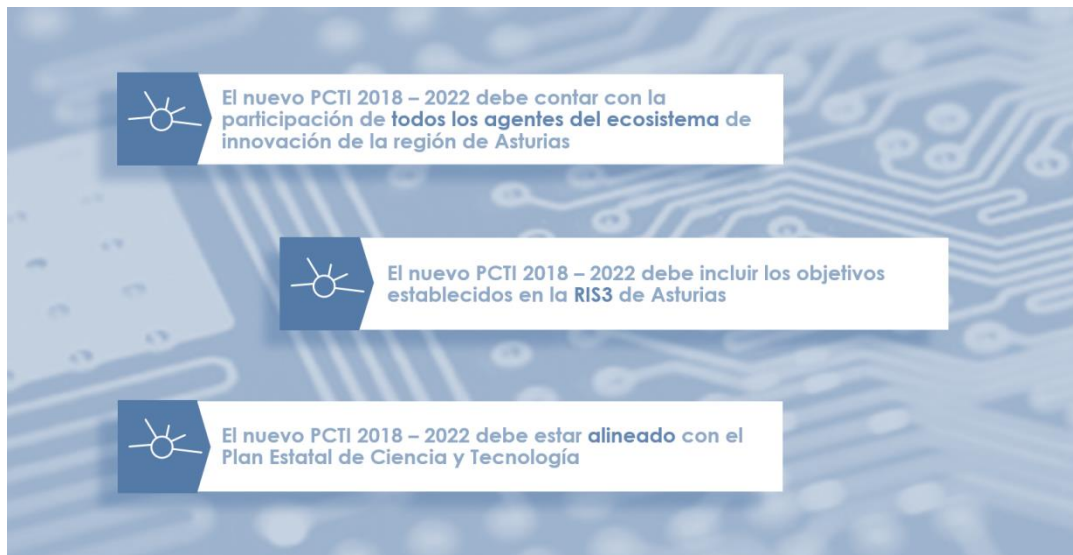 El nuevo PCTI 2018 – 2022 debe contar con la
participación de todos los agentes del ecosistema de
innovación de la región de Asturias
El nuevo PCTI 2018 – 2022 debe incluir los objetivos
establecidos en la RIS3 de Asturias
El nuevo PCTI 2018 – 2022 debe estar alineado con el
Plan Estatal de Ciencia y Tecnología